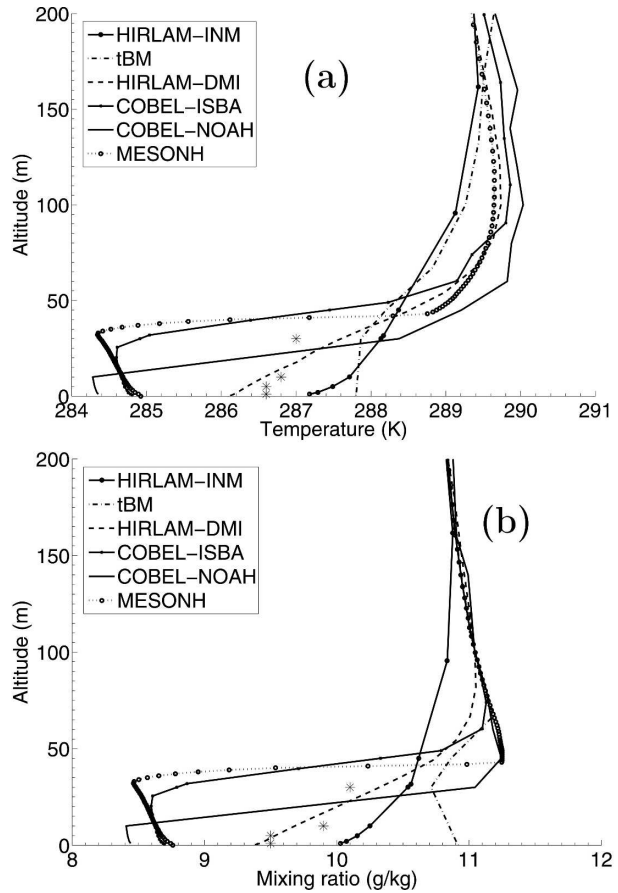 200
HIRLAM−INM
tBM
HIRLAM−DMI
COBEL−ISBA
COBEL−NOAH
MESONH
(a)
150
Altitude (m)
100
50
0
284 285 286 287 288 289 290 291
Temperature (K)
200
HIRLAM−INM
tBM
HIRLAM−DMI
COBEL−ISBA
COBEL−NOAH
MESONH
(b)
150
Altitude (m)
100
50
0
8 9 10 11 12
Mixing ratio (g/kg)